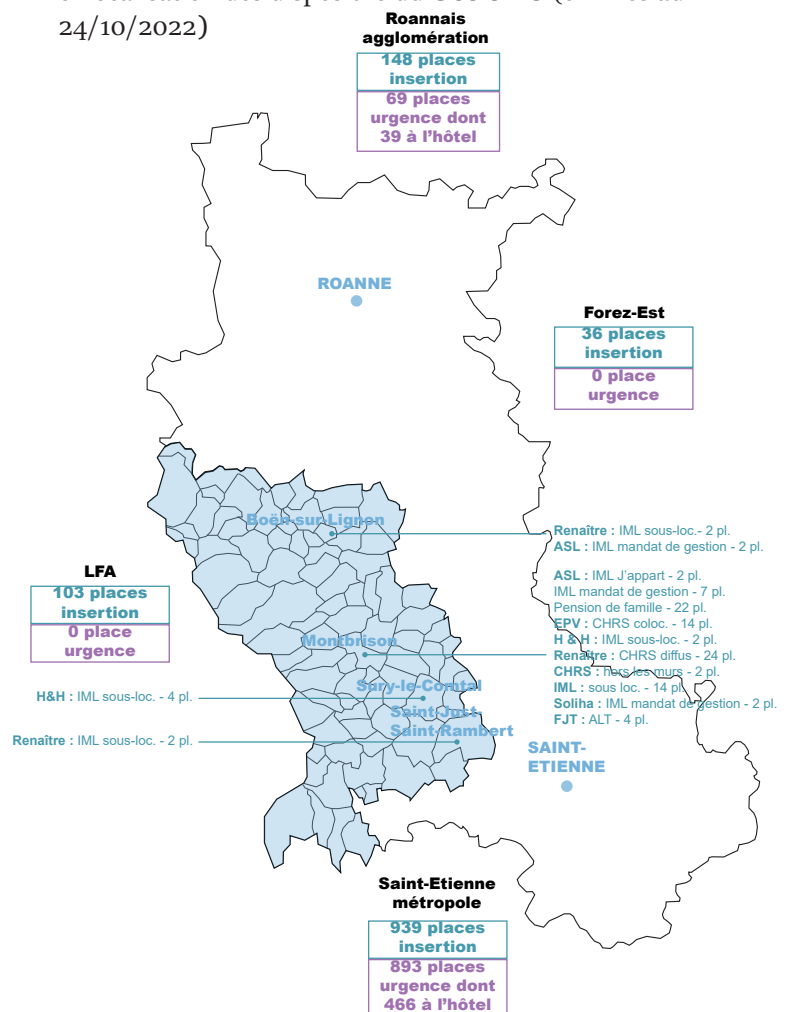 24/10/2022)
Roannais
agglomération
148 places
insertion
69 places
urgence dont
39 à l'hôtel
ROANNE
Forez-Est
36 places
insertion
0 place
urgence
Boën-sur-Lignon
Renaître : IML sous-loc.- 2 pl.
ASL : IML mandat de gestion - 2 pl.
LFA
103 places
insertion
0 place
urgence
ASL : IML J'appart - 2 pl.
IML mandat de gestion - 7 pl.
Pension de famille - 22 pl.
EPV : CHRS coloc. - 14 pl.
H & H : IML sous-loc. - 2 pl.
Renaître : CHRS diffus - 24 pl.
CHRS : hors les murs - 2 pl.
IML : sous loc. - 14 pl.
Soliha : IML mandat de gestion - 2 pl.
FJT : ALT - 4 pl.
Montbrison
Sury-le-Comtal
H&H : IML sous-loc. - 4 pl.
Saint-Just-
Saint-Rambert
Renaître : IML sous-loc. - 2 pl.
SAINT-
ETIENNE
Saint-Etienne
métropole
939 places
insertion
893 places
urgence dont
466 à l'hôtel